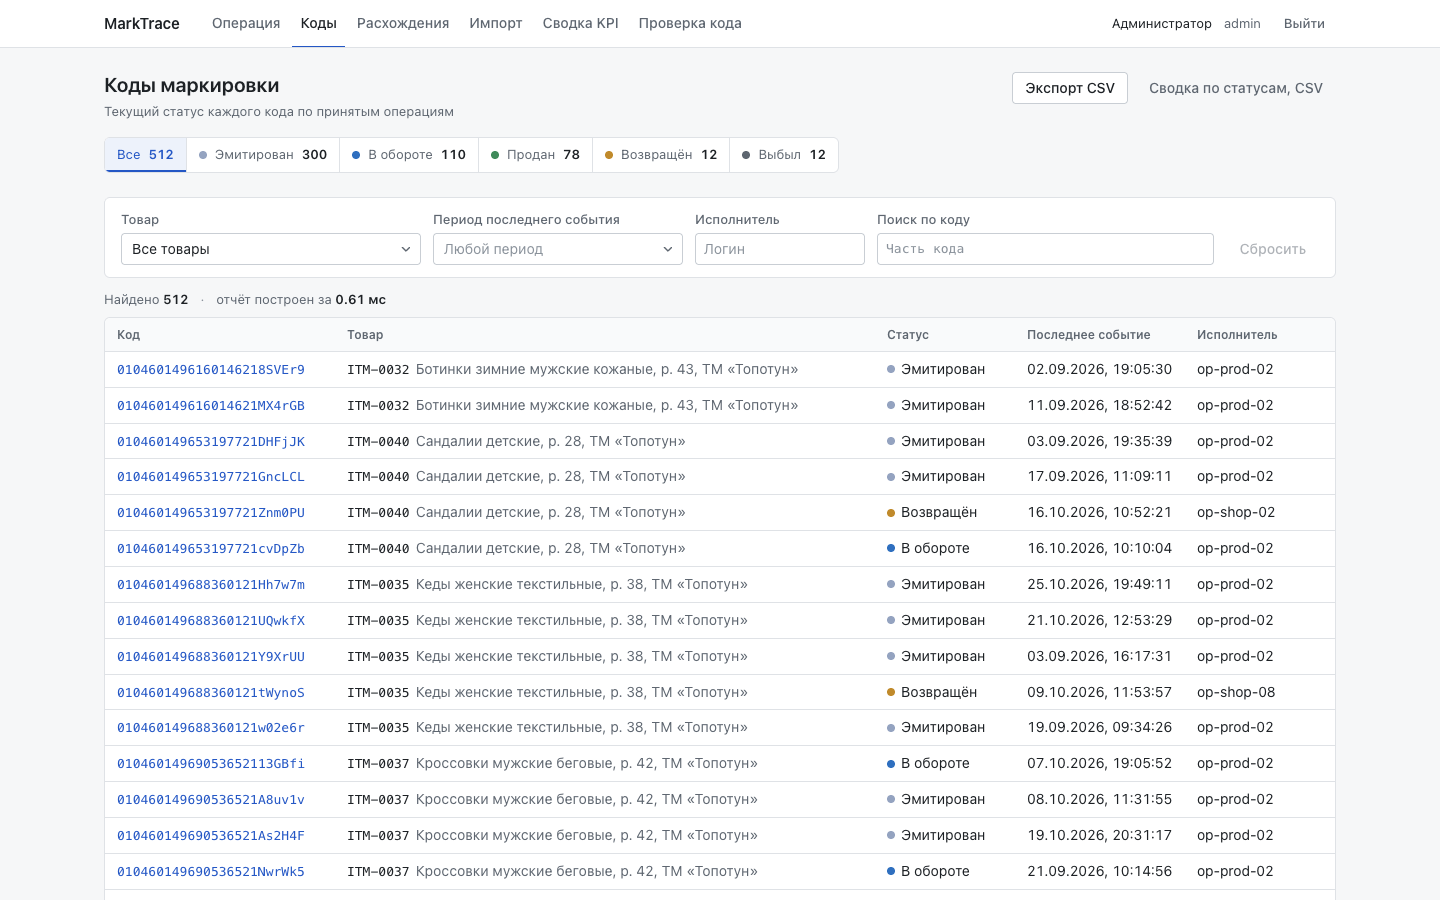 MarkTrace Операция Коды Расхождения Импорт Сводка KPI Проверка кода Администратор admin Выйти
Коды маркировки
Экспорт CSV Сводка по статусам, CSV
Текущий статус каждого кода по принятым операциям
Все 512 Эмитирован 300 В обороте 110 Продан 78 Возвращён 12 Выбыл 12
Товар Период последнего события Исполнитель Поиск по коду
Все товары Любой период Логин Часть кода Сбросить
Найдено 512 · отчёт построен за 0.61 мс
Код Товар Статус Последнее событие Исполнитель
0104601496160146218SVEr9 ITM-0032 Ботинки зимние мужские кожаные, р. 43, ТМ «Топотун» Эмитирован 02.09.2026, 19:05:30 op-prod-02
010460149616014621MX4rGB ITM-0032 Ботинки зимние мужские кожаные, р. 43, ТМ «Топотун» Эмитирован 11.09.2026, 18:52:42 op-prod-02
010460149653197721DHFjJK ITM-0040 Сандалии детские, р. 28, ТМ «Топотун» Эмитирован 03.09.2026, 19:35:39 op-prod-02
010460149653197721GncLCL ITM-0040 Сандалии детские, р. 28, ТМ «Топотун» Эмитирован 17.09.2026, 11:09:11 op-prod-02
010460149653197721Znm0PU ITM-0040 Сандалии детские, р. 28, ТМ «Топотун» Возвращён 16.10.2026, 10:52:21 op-shop-02
010460149653197721cvDpZb ITM-0040 Сандалии детские, р. 28, ТМ «Топотун» В обороте 16.10.2026, 10:10:04 op-prod-02
010460149688360121Hh7w7m ITM-0035 Кеды женские текстильные, р. 38, ТМ «Топотун» Эмитирован 25.10.2026, 19:49:11 op-prod-02
010460149688360121UQwkfX ITM-0035 Кеды женские текстильные, р. 38, ТМ «Топотун» Эмитирован 21.10.2026, 12:53:29 op-prod-02
010460149688360121Y9XrUU ITM-0035 Кеды женские текстильные, р. 38, ТМ «Топотун» Эмитирован 03.09.2026, 16:17:31 op-prod-02
010460149688360121tWynoS ITM-0035 Кеды женские текстильные, р. 38, ТМ «Топотун» Возвращён 09.10.2026, 11:53:57 op-shop-08
010460149688360121w02e6r ITM-0035 Кеды женские текстильные, р. 38, ТМ «Топотун» Эмитирован 19.09.2026, 09:34:26 op-prod-02
01046014969053652113GBfi ITM-0037 Кроссовки мужские беговые, р. 42, ТМ «Топотун» В обороте 07.10.2026, 19:05:52 op-prod-02
010460149690536521A8uv1v ITM-0037 Кроссовки мужские беговые, р. 42, ТМ «Топотун» Эмитирован 08.10.2026, 11:31:55 op-prod-02
010460149690536521As2H4F ITM-0037 Кроссовки мужские беговые, р. 42, ТМ «Топотун» Эмитирован 19.10.2026, 20:31:17 op-prod-02
010460149690536521NwrWk5 ITM-0037 Кроссовки мужские беговые, р. 42, ТМ «Топотун» В обороте 21.09.2026, 10:14:56 op-prod-02